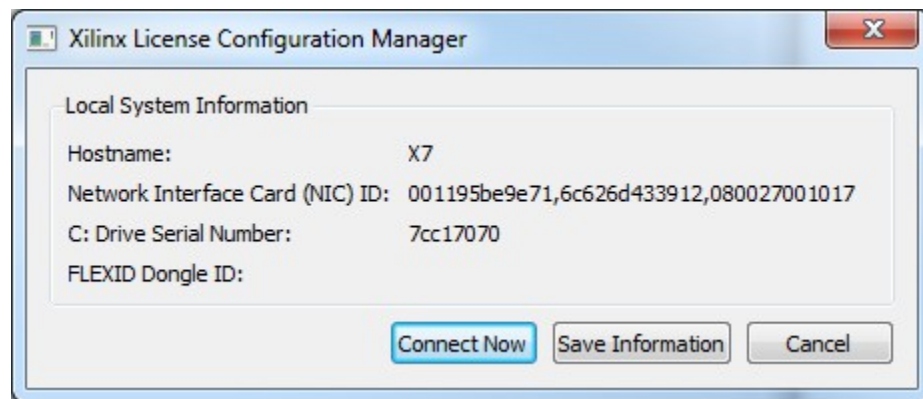 Xilinx License Configuration Manager
Local System Information
Hostname: X7
Network Interface Card (NIC) ID: 001195be9e71,6c626d433912,080027001017
C: Drive Serial Number: 7cc17070
FLEXID Dongle ID:
Connect Now Save Information Cancel